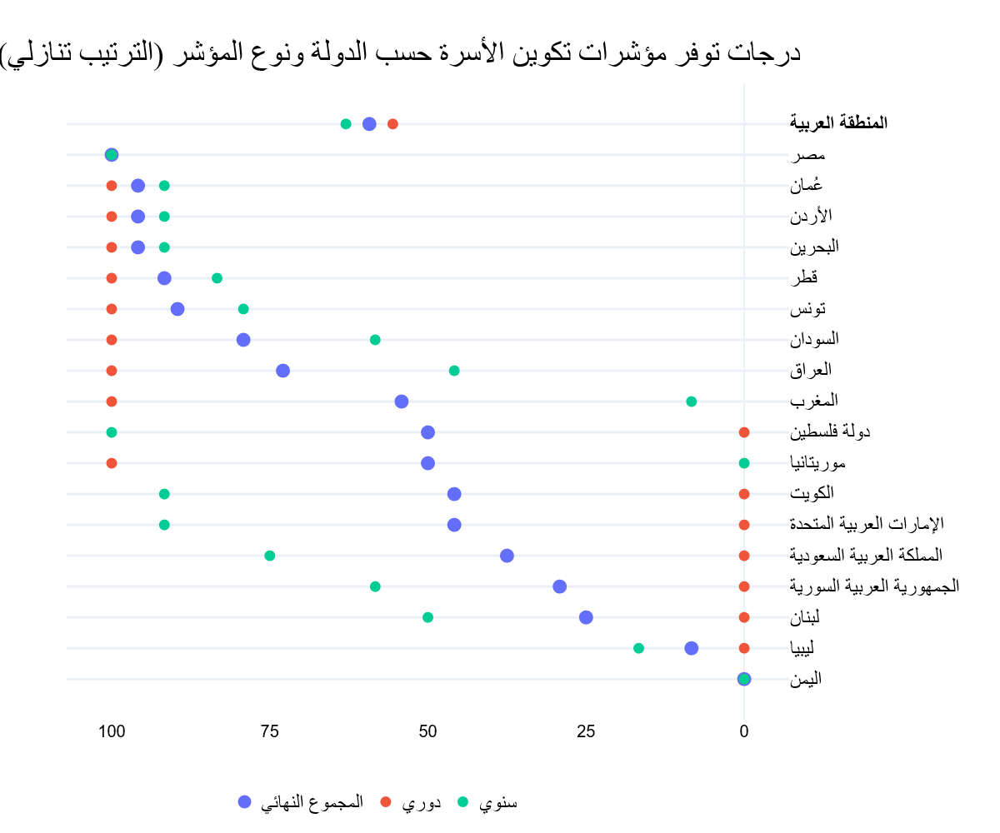 درجات توفر مؤشرات تكوين الأسرة حسب الدولة ونوع المؤشر (الترتيب تنازلي)
المنطقة العربية
مصر
عُمان
الأردن
البحرين
قطر
تونس
السودان
العراق
المغرب
دولة فلسطين
موريتانيا
الكويت
الإمارات العربية المتحدة
المملكة العربية السعودية
الجمهورية العربية السورية
لبنان
ليبيا
اليمن
100 75 50 25 0
المجموع النهائي دوري سنوي